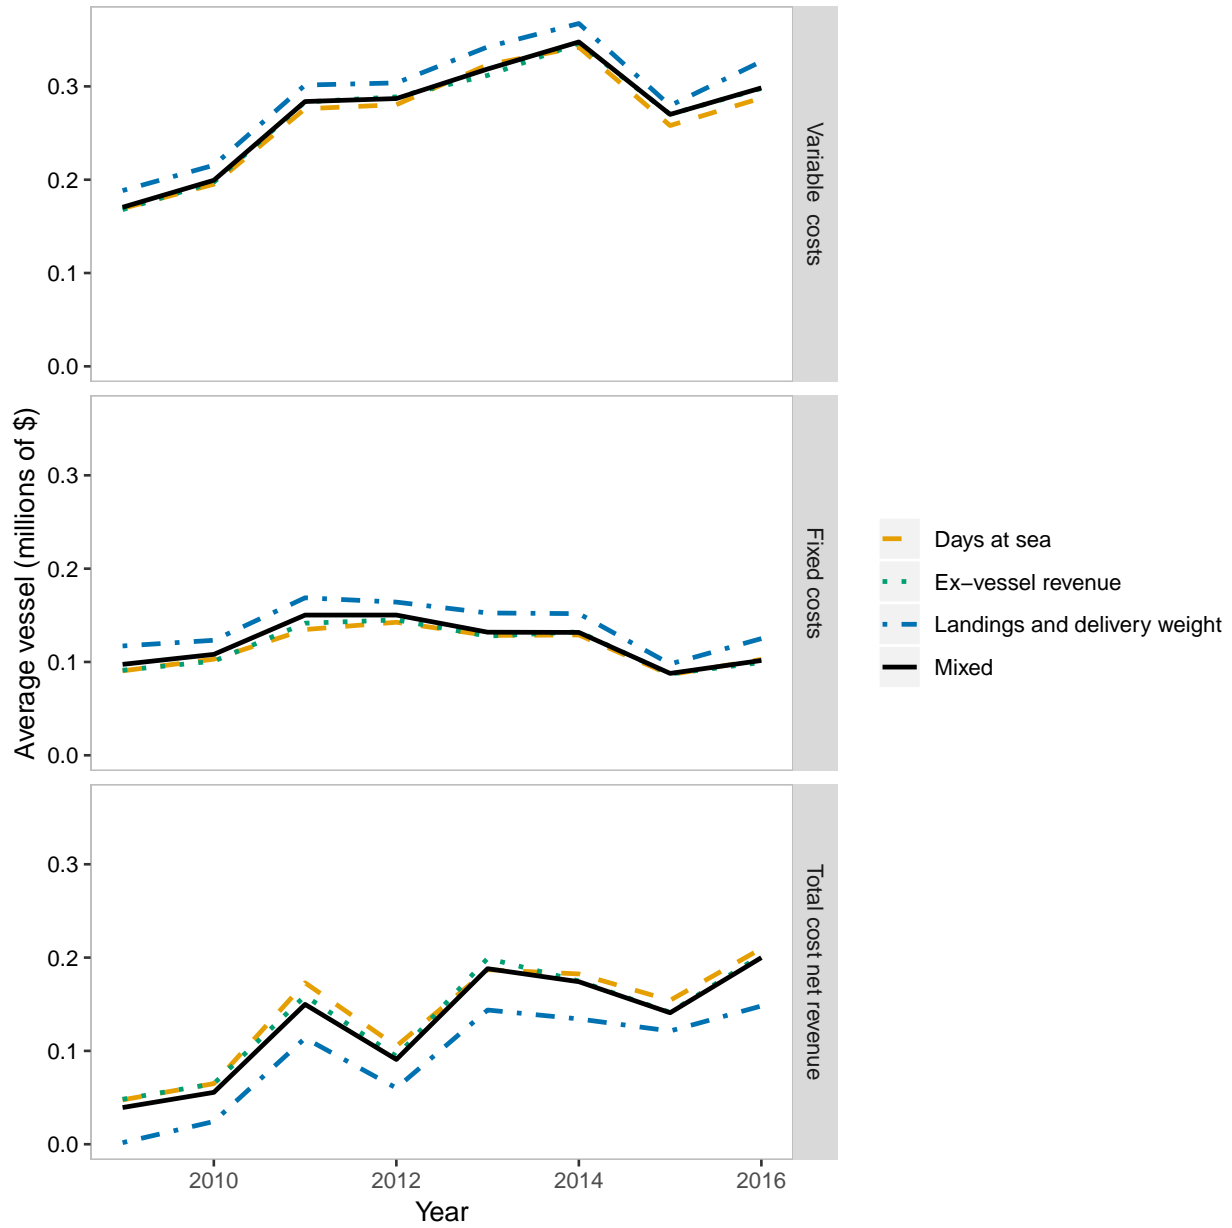 Average vessel (millions of $)
0.3
0.2
0.1
0.0
Variable costs
0.3
0.2
0.1
0.0
Fixed costs
0.3
0.2
0.1
0.0
Total cost net revenue
2010
2012
2014
2016
Year
Days at sea
Ex−vessel revenue
Landings and delivery weight
Mixed